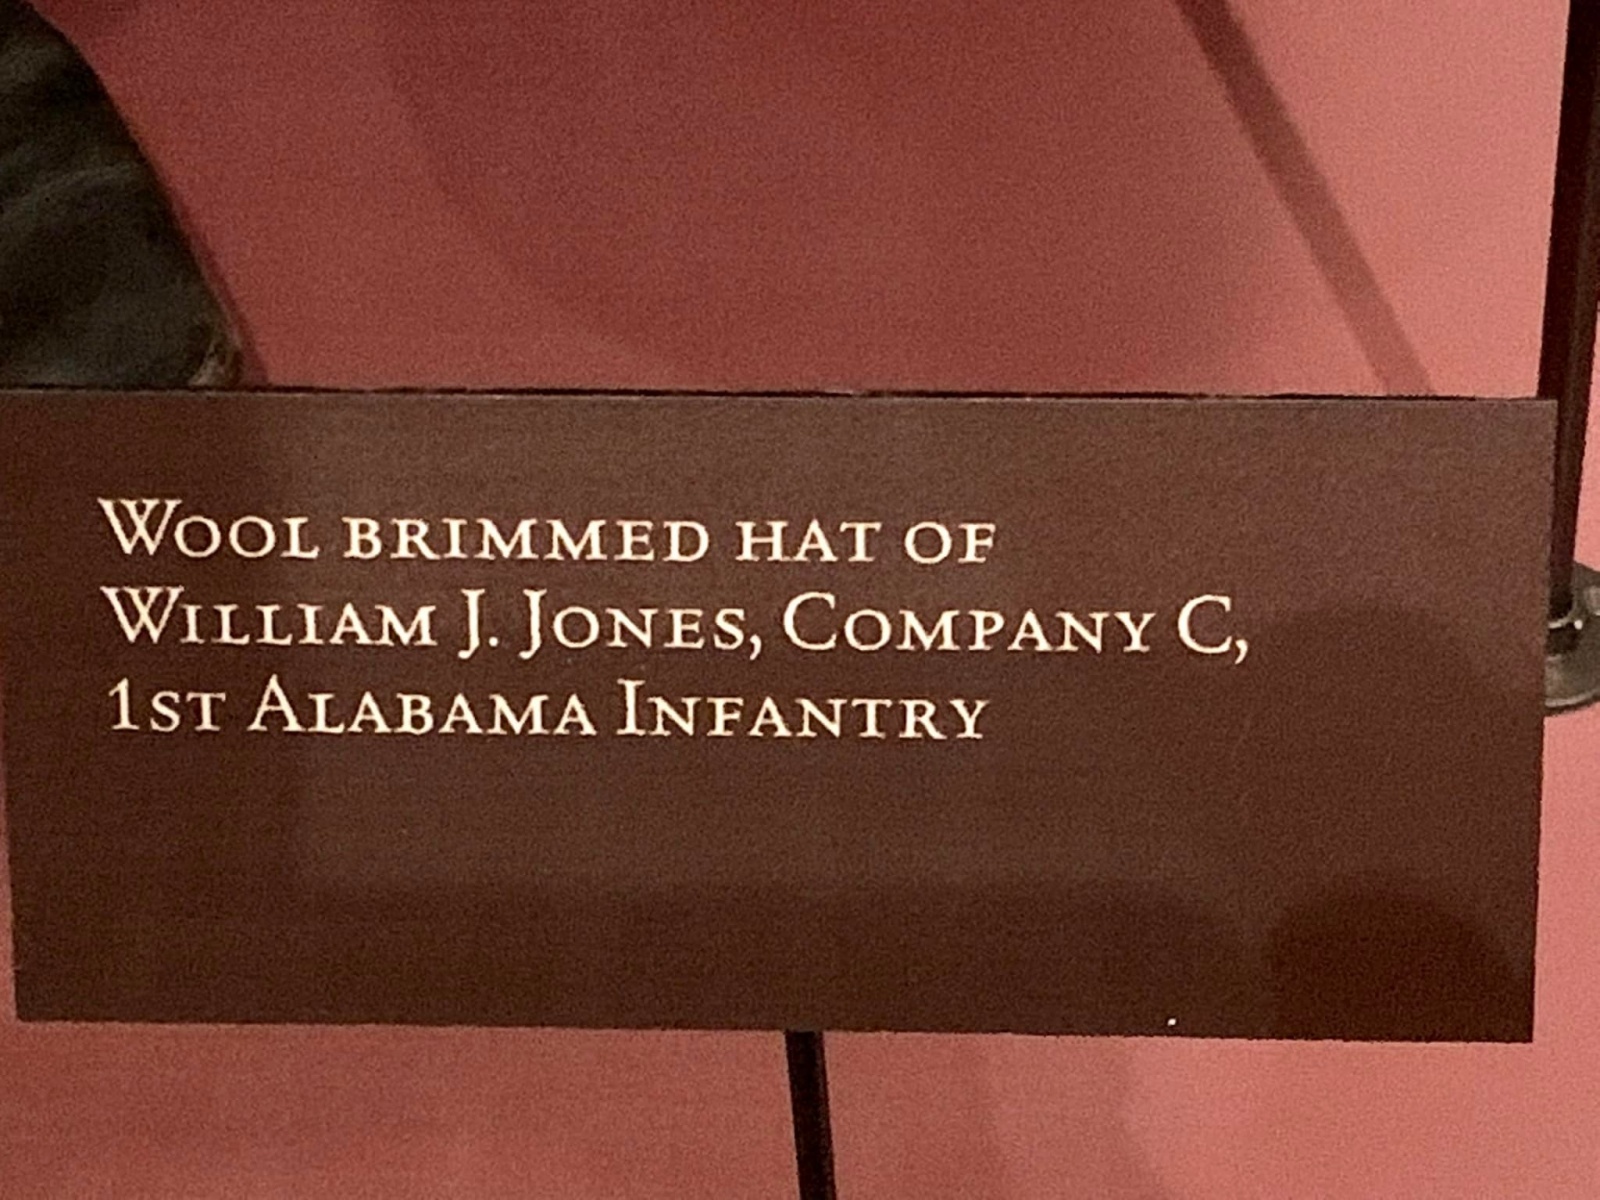 Wool brimmed hat of
William J. Jones, Company C,
1st Alabama Infantry